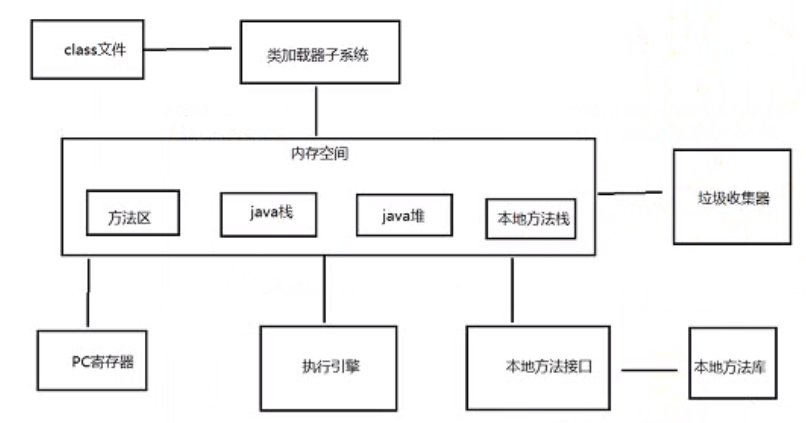 class文件
类加载器子系统
内存空间
方法区
java栈
java堆
本地方法栈
垃圾收集器
PC寄存器
执行引擎
本地方法接口
本地方法库